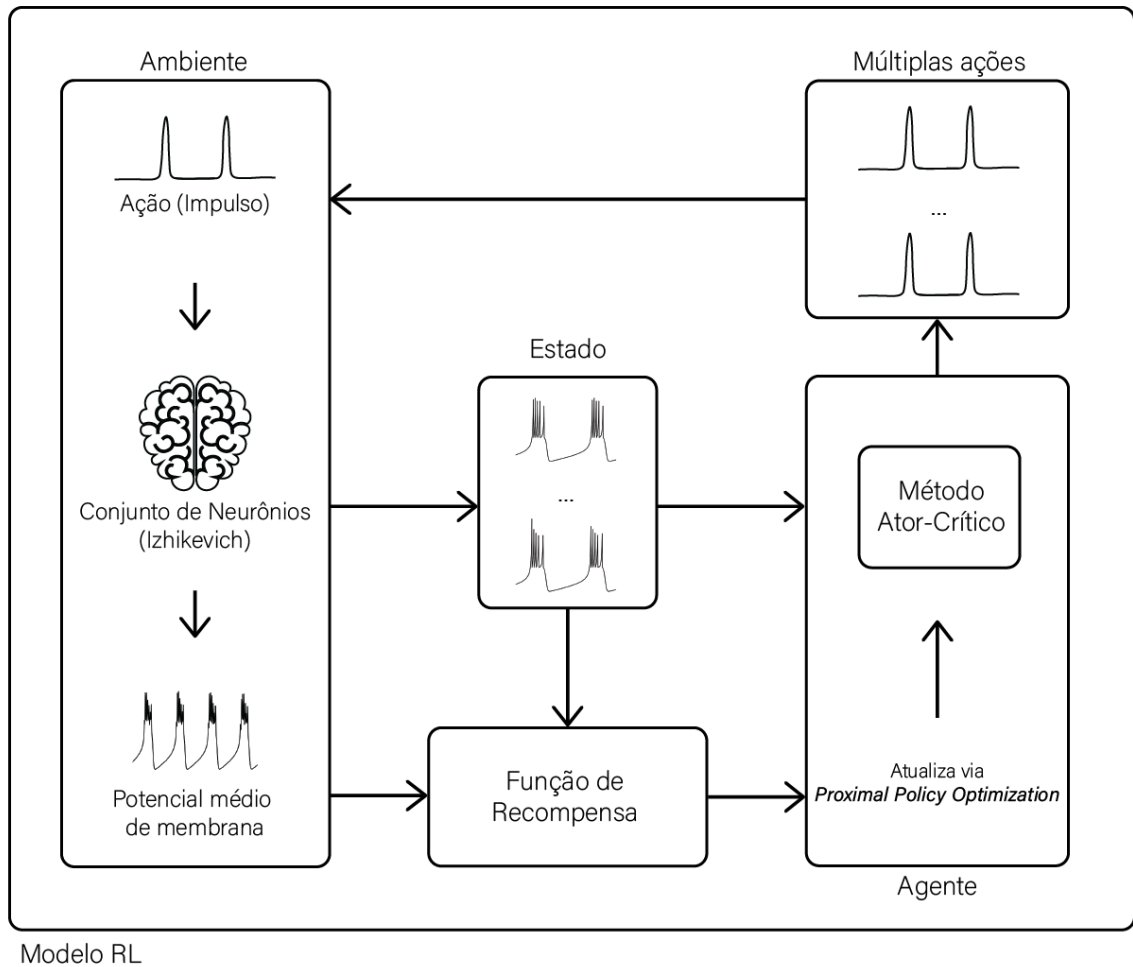 Ambiente
Ação (Impulso)
Conjunto de Neurônios
(Izhikevich)
Potencial médio
de membrana
Estado
...
Função de
Recompensa
Múltiplas ações
...
Método
Ator-Crítico
Atualiza via
Proximal Policy Optimization
Agente
Modelo RL